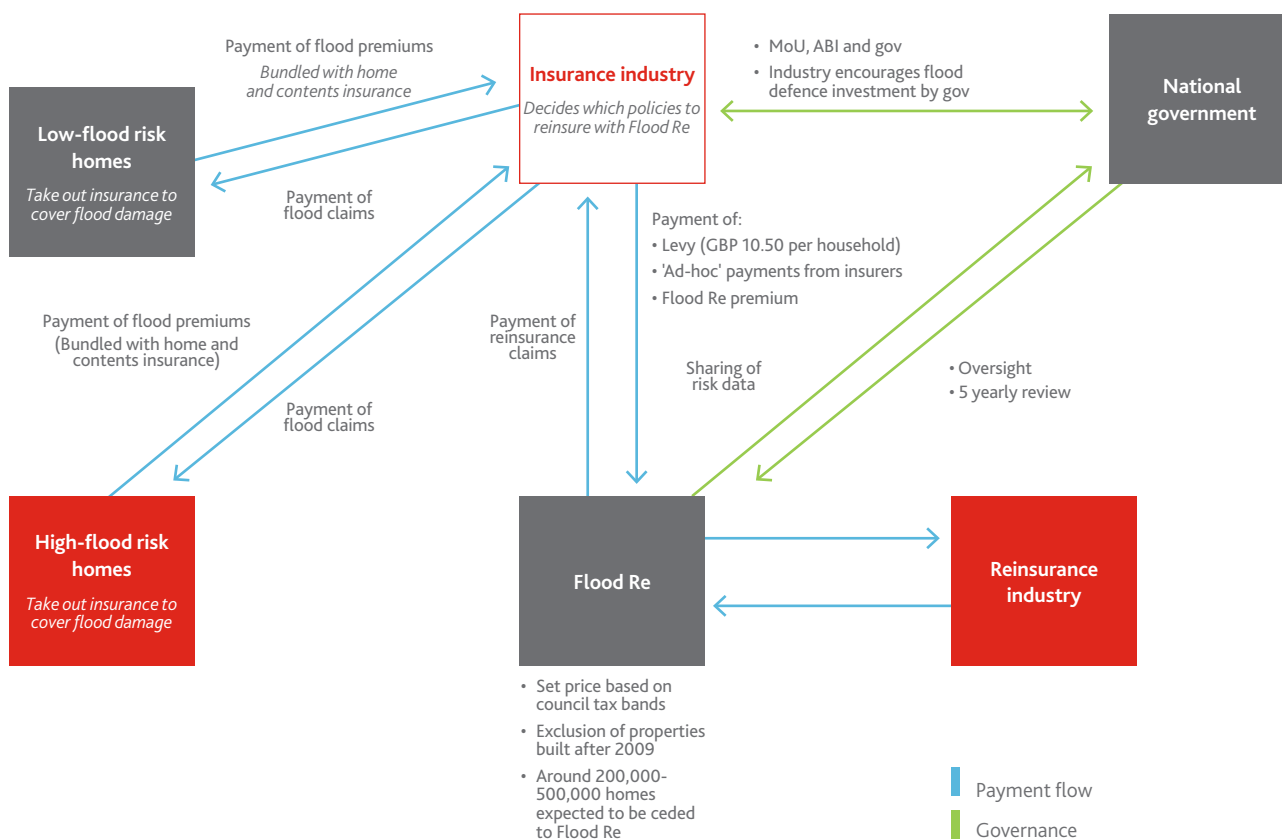 Payment of flood premiums
Bundled with home
and contents insurance
Low-flood risk
homes
Take out insurance to
cover flood damage
Payment of
flood claims
Insurance industry
Decides which policies to
reinsure with Flood Re
• MoU, ABI and gov
• Industry encourages flood
defence investment by gov
National
government
Payment of flood premiums
(Bundled with home and
contents insurance)
Payment of
flood claims
Payment of
reinsurance
claims
Payment of:
• Levy (GBP 10.50 per household)
• 'Ad-hoc' payments from insurers
• Flood Re premium
Sharing of
risk data
• Oversight
• 5 yearly review
High-flood risk
homes
Take out insurance to
cover flood damage
Flood Re
Reinsurance
industry
• Set price based on
council tax bands
• Exclusion of properties
built after 2009
• Around 200,000-
500,000 homes
expected to be ceded
to Flood Re
Payment flow
Governance